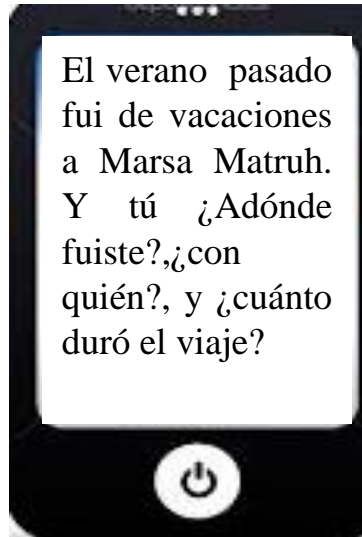 El verano pasado
fui de vacaciones
a Marsa Matruh.
Y tú ¿Adónde
fuiste?,¿con
quién?, y ¿cuánto
duró el viaje?